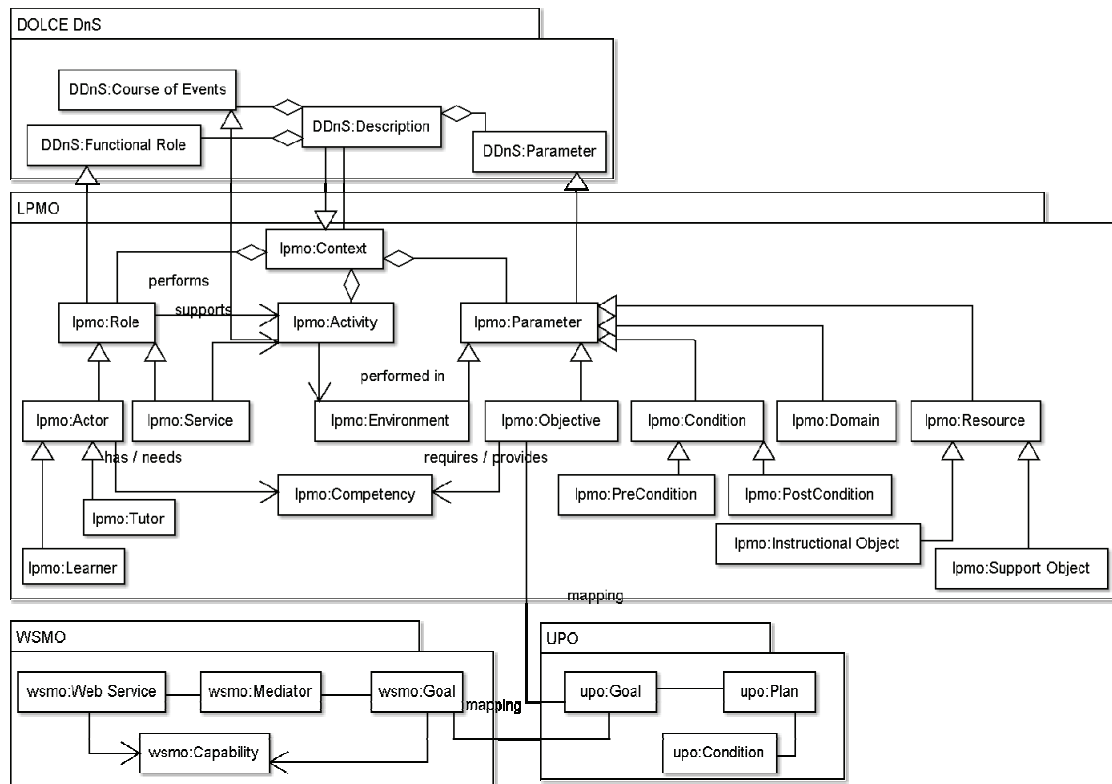 DOLCE DnS
DDnS:Course of Events
DDnS:Description
DDnS:Functional Role
DDnS:Parameter
LPMO
lpmo:Context
performs
supports
lpmo:Role
lpmo:Activity
lpmo:Parameter
performed in
lpmo:Actor
lpmo:Service
lpmo:Environment
lpmo:Objective
lpmo:Condition
lpmo:Domain
lpmo:Resource
has / needs
requires / provides
lpmo:Competency
lpmo:PreCondition
lpmo:PostCondition
lpmo:Tutor
lpmo:Instructional Object
lpmo:Learner
lpmo:Support Object
mapping
WSMO
UPO
wsmo:Web Service
wsmo:Mediator
wsmo:Goal
mapping
upo:Goal
upo:Plan
wsmo:Capability
upo:Condition